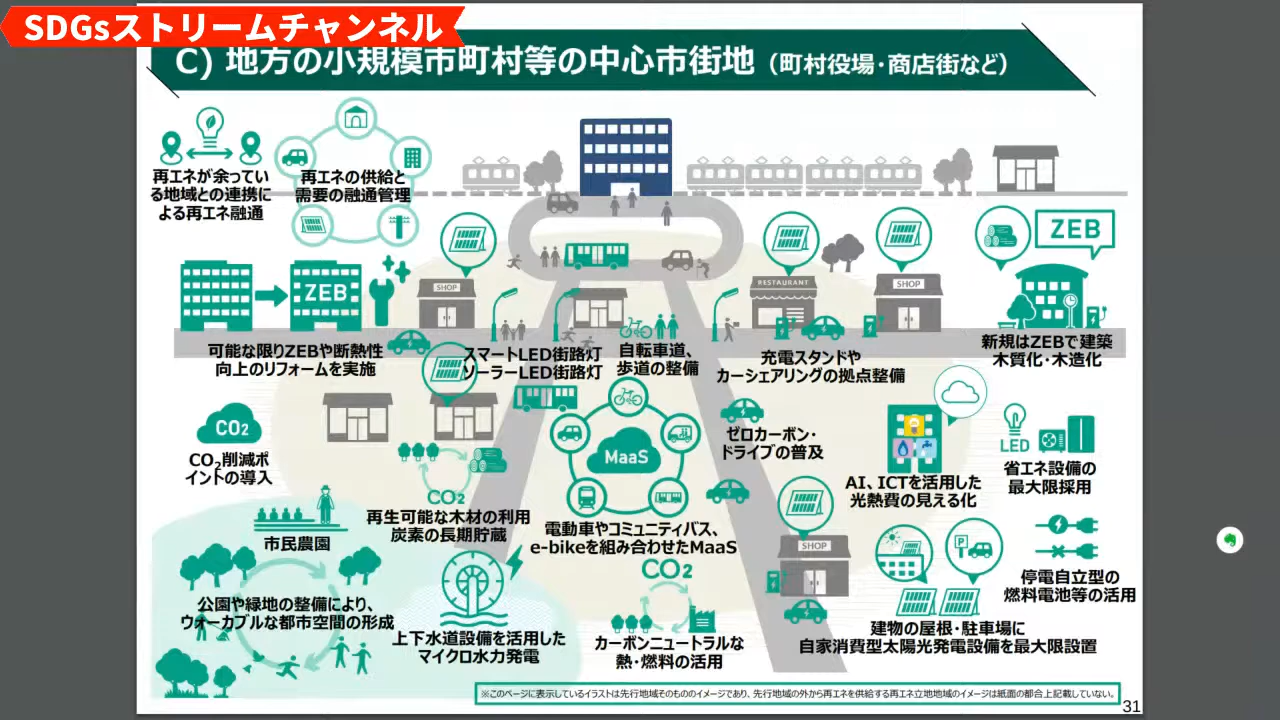 SDGsストリームチャンネル
C) 地方の小規模市町村等の中心市街地（町村役場・商店街など）
再エネが余ってい
る地域との連携に
よる再エネ融通
再エネの供給と
需要の融通管理
ZEB
ZEB
SHOP
RESTAURANT
SHOP
可能な限りZEBや断熱性
向上のリフォームを実施
スマートLED街路灯
ソーラーLED街路灯
自転車道、
歩道の整備
充電スタンドや
カーシェアリングの拠点整備
新規はZEBで建築
木質化・木造化
CO2
CO2削減ポ
イントの導入
CO2
再生可能な木材の利用
炭素の長期貯蔵
MaaS
電動車やコミュニティバス、
e-bikeを組み合わせたMaaS
ゼロカーボン・
ドライブの普及
AI、ICTを活用した
光熱費の見える化
LED
省エネ設備の
最大限採用
市民農園
公園や緑地の整備により、
ウォーカブルな都市空間の形成
上下水道設備を活用した
マイクロ水力発電
CO2
カーボンニュートラルな
熱・燃料の活用
SHOP
P
停電自立型の
燃料電池等の活用
建物の屋根・駐車場に
自家消費型太陽光発電設備を最大限設置
※このページに表示しているイラストは先行地域そのもののイメージであり、先行地域の外から再エネを供給する再エネ立地地域のイメージは紙面の都合上記載していない。
31